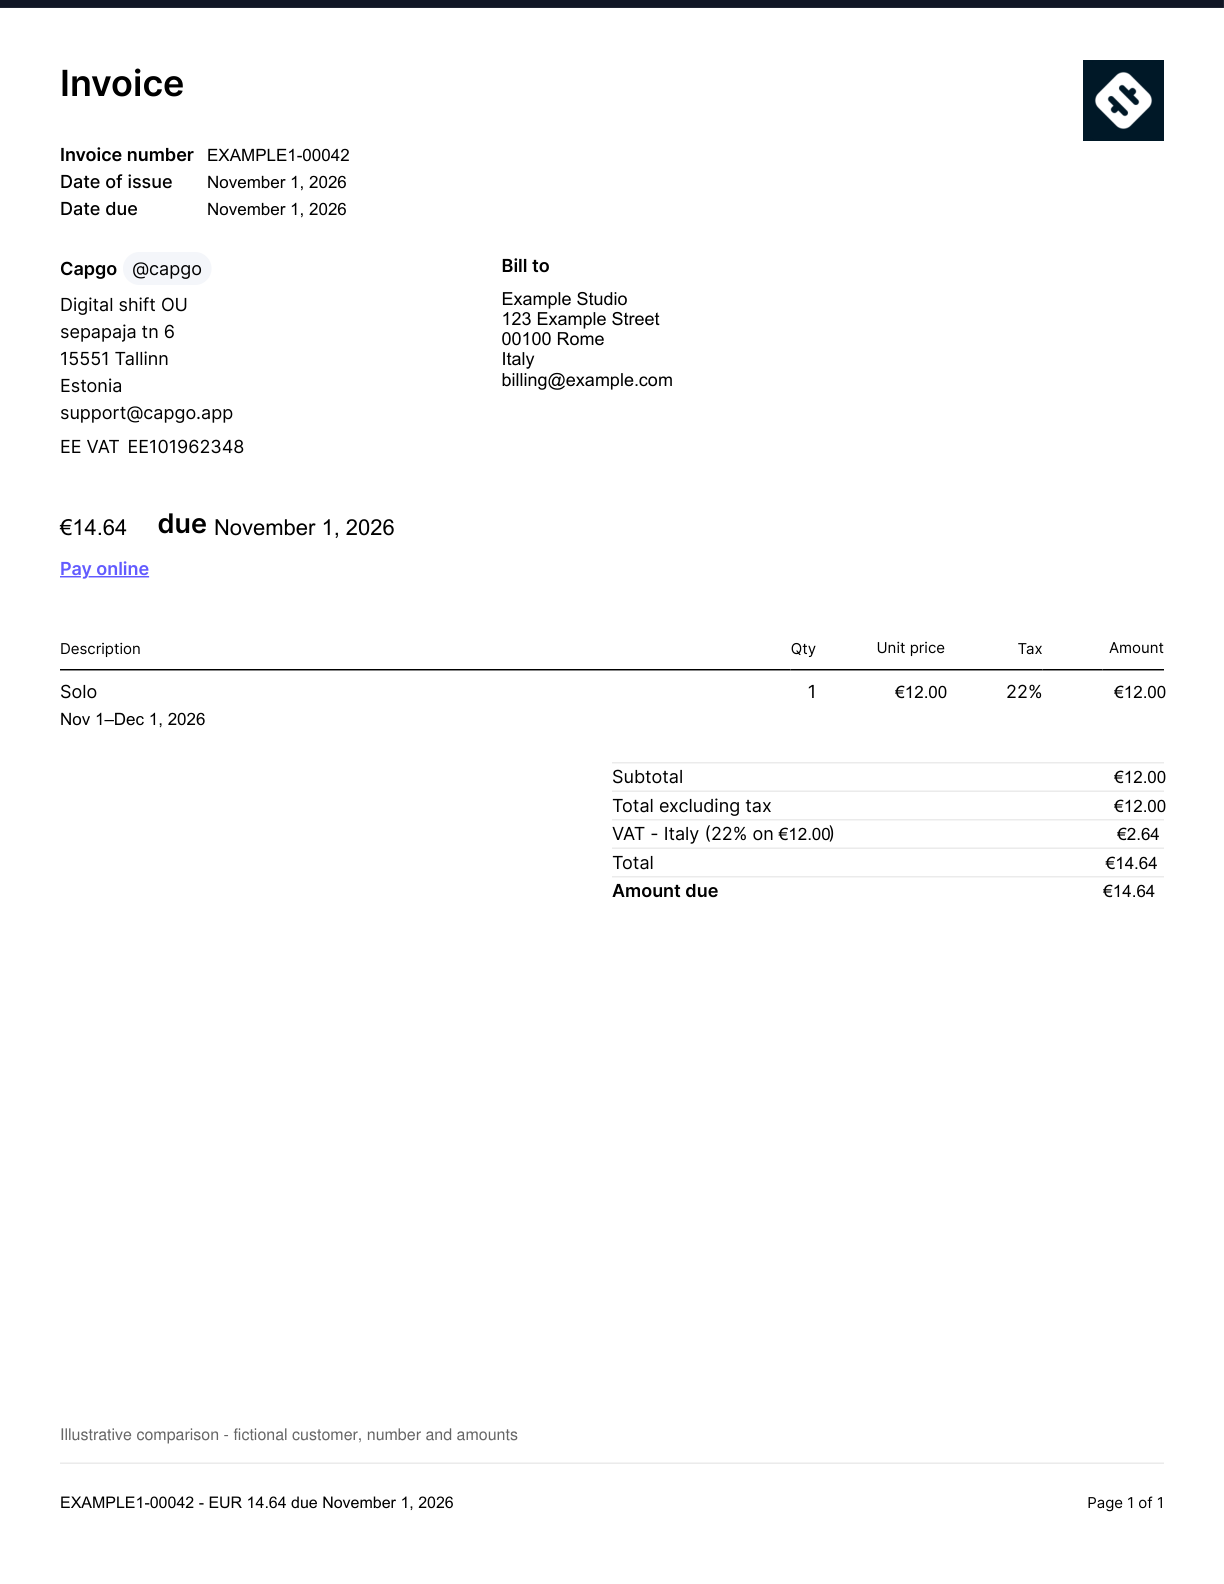 Invoice
Invoice number EXAMPLE1-00042
Date of issue November 1, 2026
Date due November 1, 2026
Capgo @capgo
Digital shift OU
sepapaja tn 6
15551 Tallinn
Estonia
support@capgo.app
EE VAT EE101962348
Bill to
Example Studio
123 Example Street
00100 Rome
Italy
billing@example.com
€14.64 due November 1, 2026
Pay online
Description Qty Unit price Tax Amount
Solo 1 €12.00 22% €12.00
Nov 1–Dec 1, 2026
Subtotal €12.00
Total excluding tax €12.00
VAT - Italy (22% on €12.00) €2.64
Total €14.64
Amount due €14.64
Illustrative comparison - fictional customer, number and amounts
EXAMPLE1-00042 - EUR 14.64 due November 1, 2026 Page 1 of 1